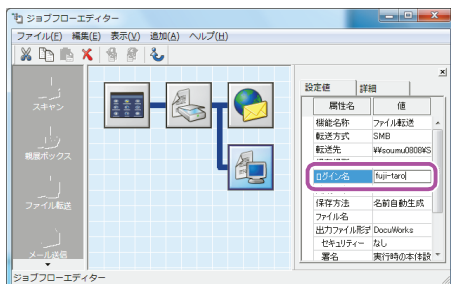 ジョブフローエディター
ファイル(F) 編集(E) 表示(V) 追加(A) ヘルプ(H)
スキャン
親展ボックス
ファイル転送
メール送信
設定値 詳細
属性名 値
機能名称 ファイル転送
転送方式 SMB
転送先 ¥¥soumu0808¥S
ログイン名 fuji-taro
保存方法 名前自動生成
ファイル名
出力ファイル形式 DocuWorks
セキュリティー なし
署名 実行時の本体設
ジョブフローエディター